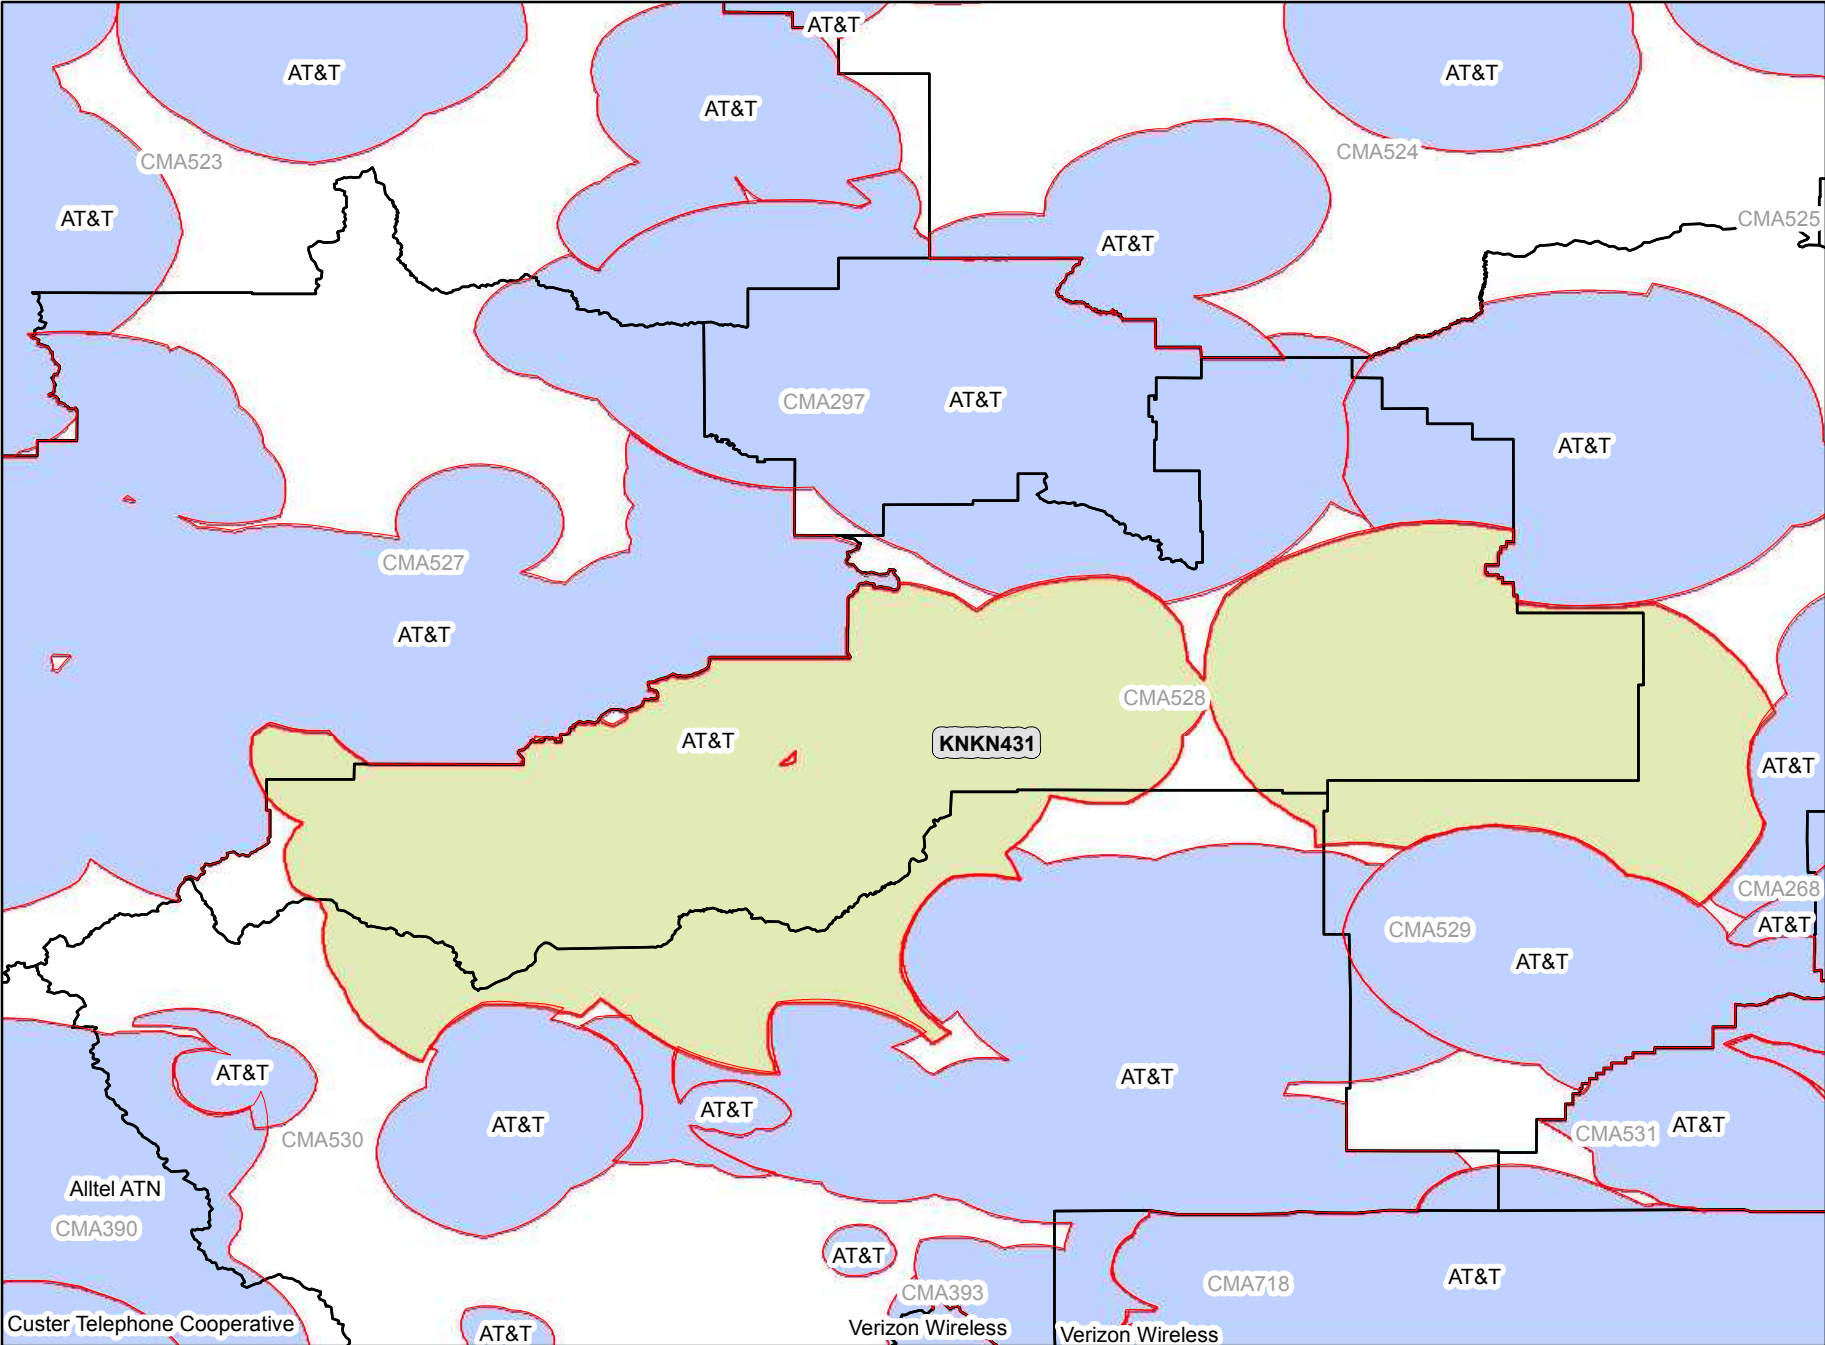 AT&T
AT&T
AT&T
AT&T
CMA524
CMA523
AT&T
CMA525
AT&T
CMA297
AT&T
AT&T
CMA527
AT&T
CMA528
AT&T
KNKN431
AT&T
CMA268
AT&T
CMA529
AT&T
AT&T
AT&T
AT&T
AT&T
AT&T
CMA531
CMA530
Alltel ATN
CMA390
AT&T
CMA718
AT&T
CMA393
Custer Telephone Cooperative
AT&T
Verizon Wireless
Verizon Wireless